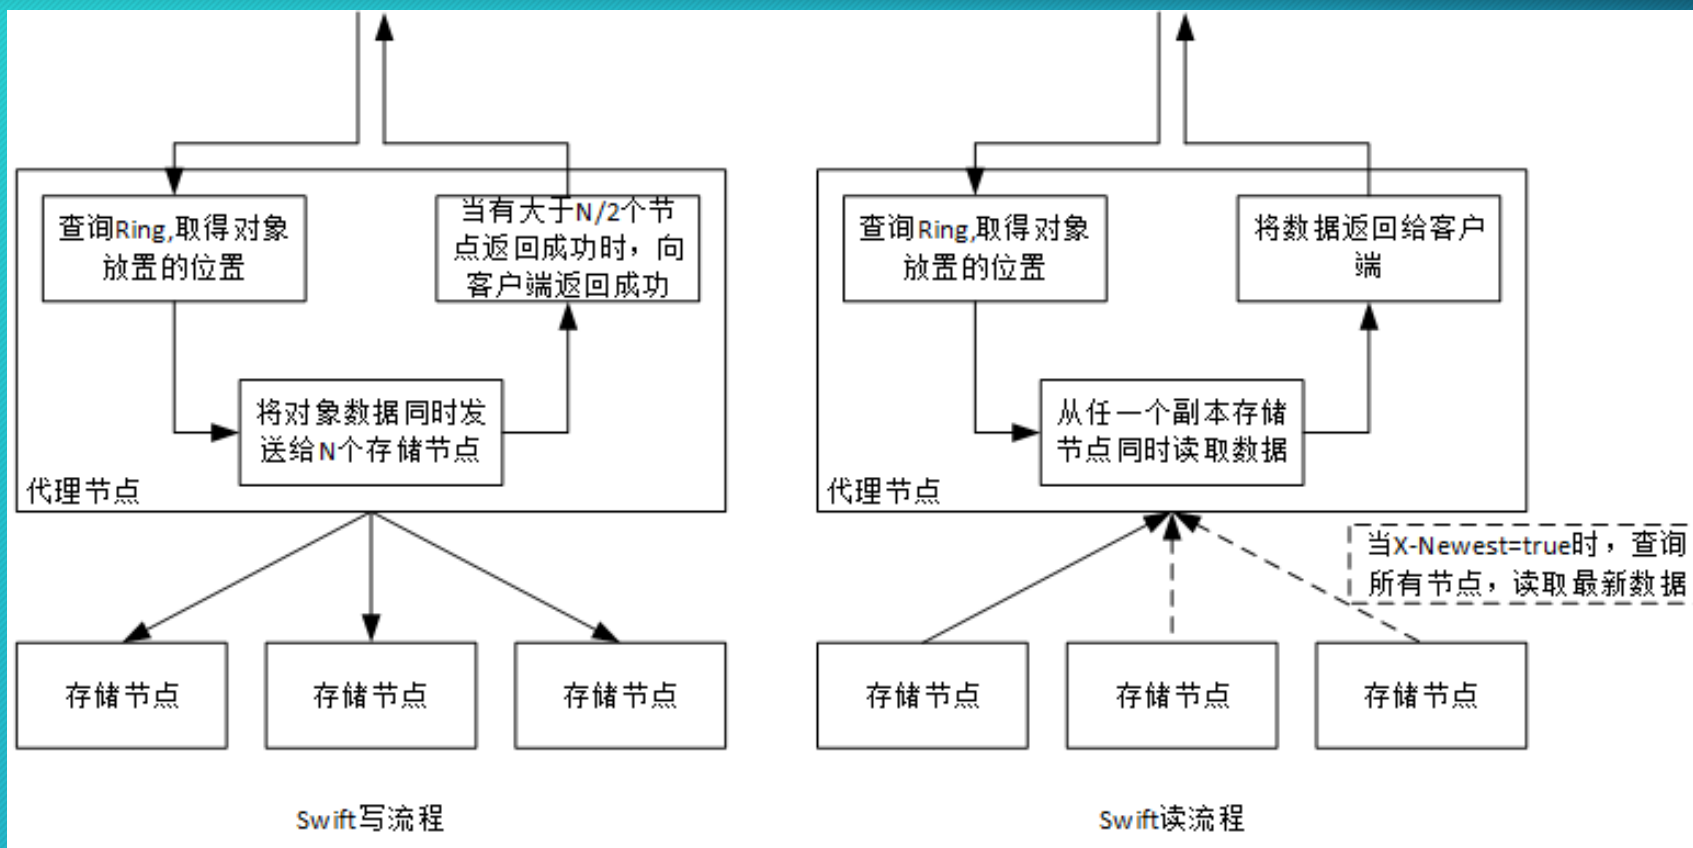 查询Ring,取得对象
放置的位置
当有大于N/2个节
点返回成功时，向
客户端返回成功
将对象数据同时发
送给N个存储节点
代理节点
存储节点
存储节点
存储节点
Swift写流程
查询Ring,取得对象
放置的位置
将数据返回给客户
端
从任一个副本存储
节点同时读取数据
代理节点
当X-Newest=true时，查询
所有节点，读取最新数据
存储节点
存储节点
存储节点
Swift读流程